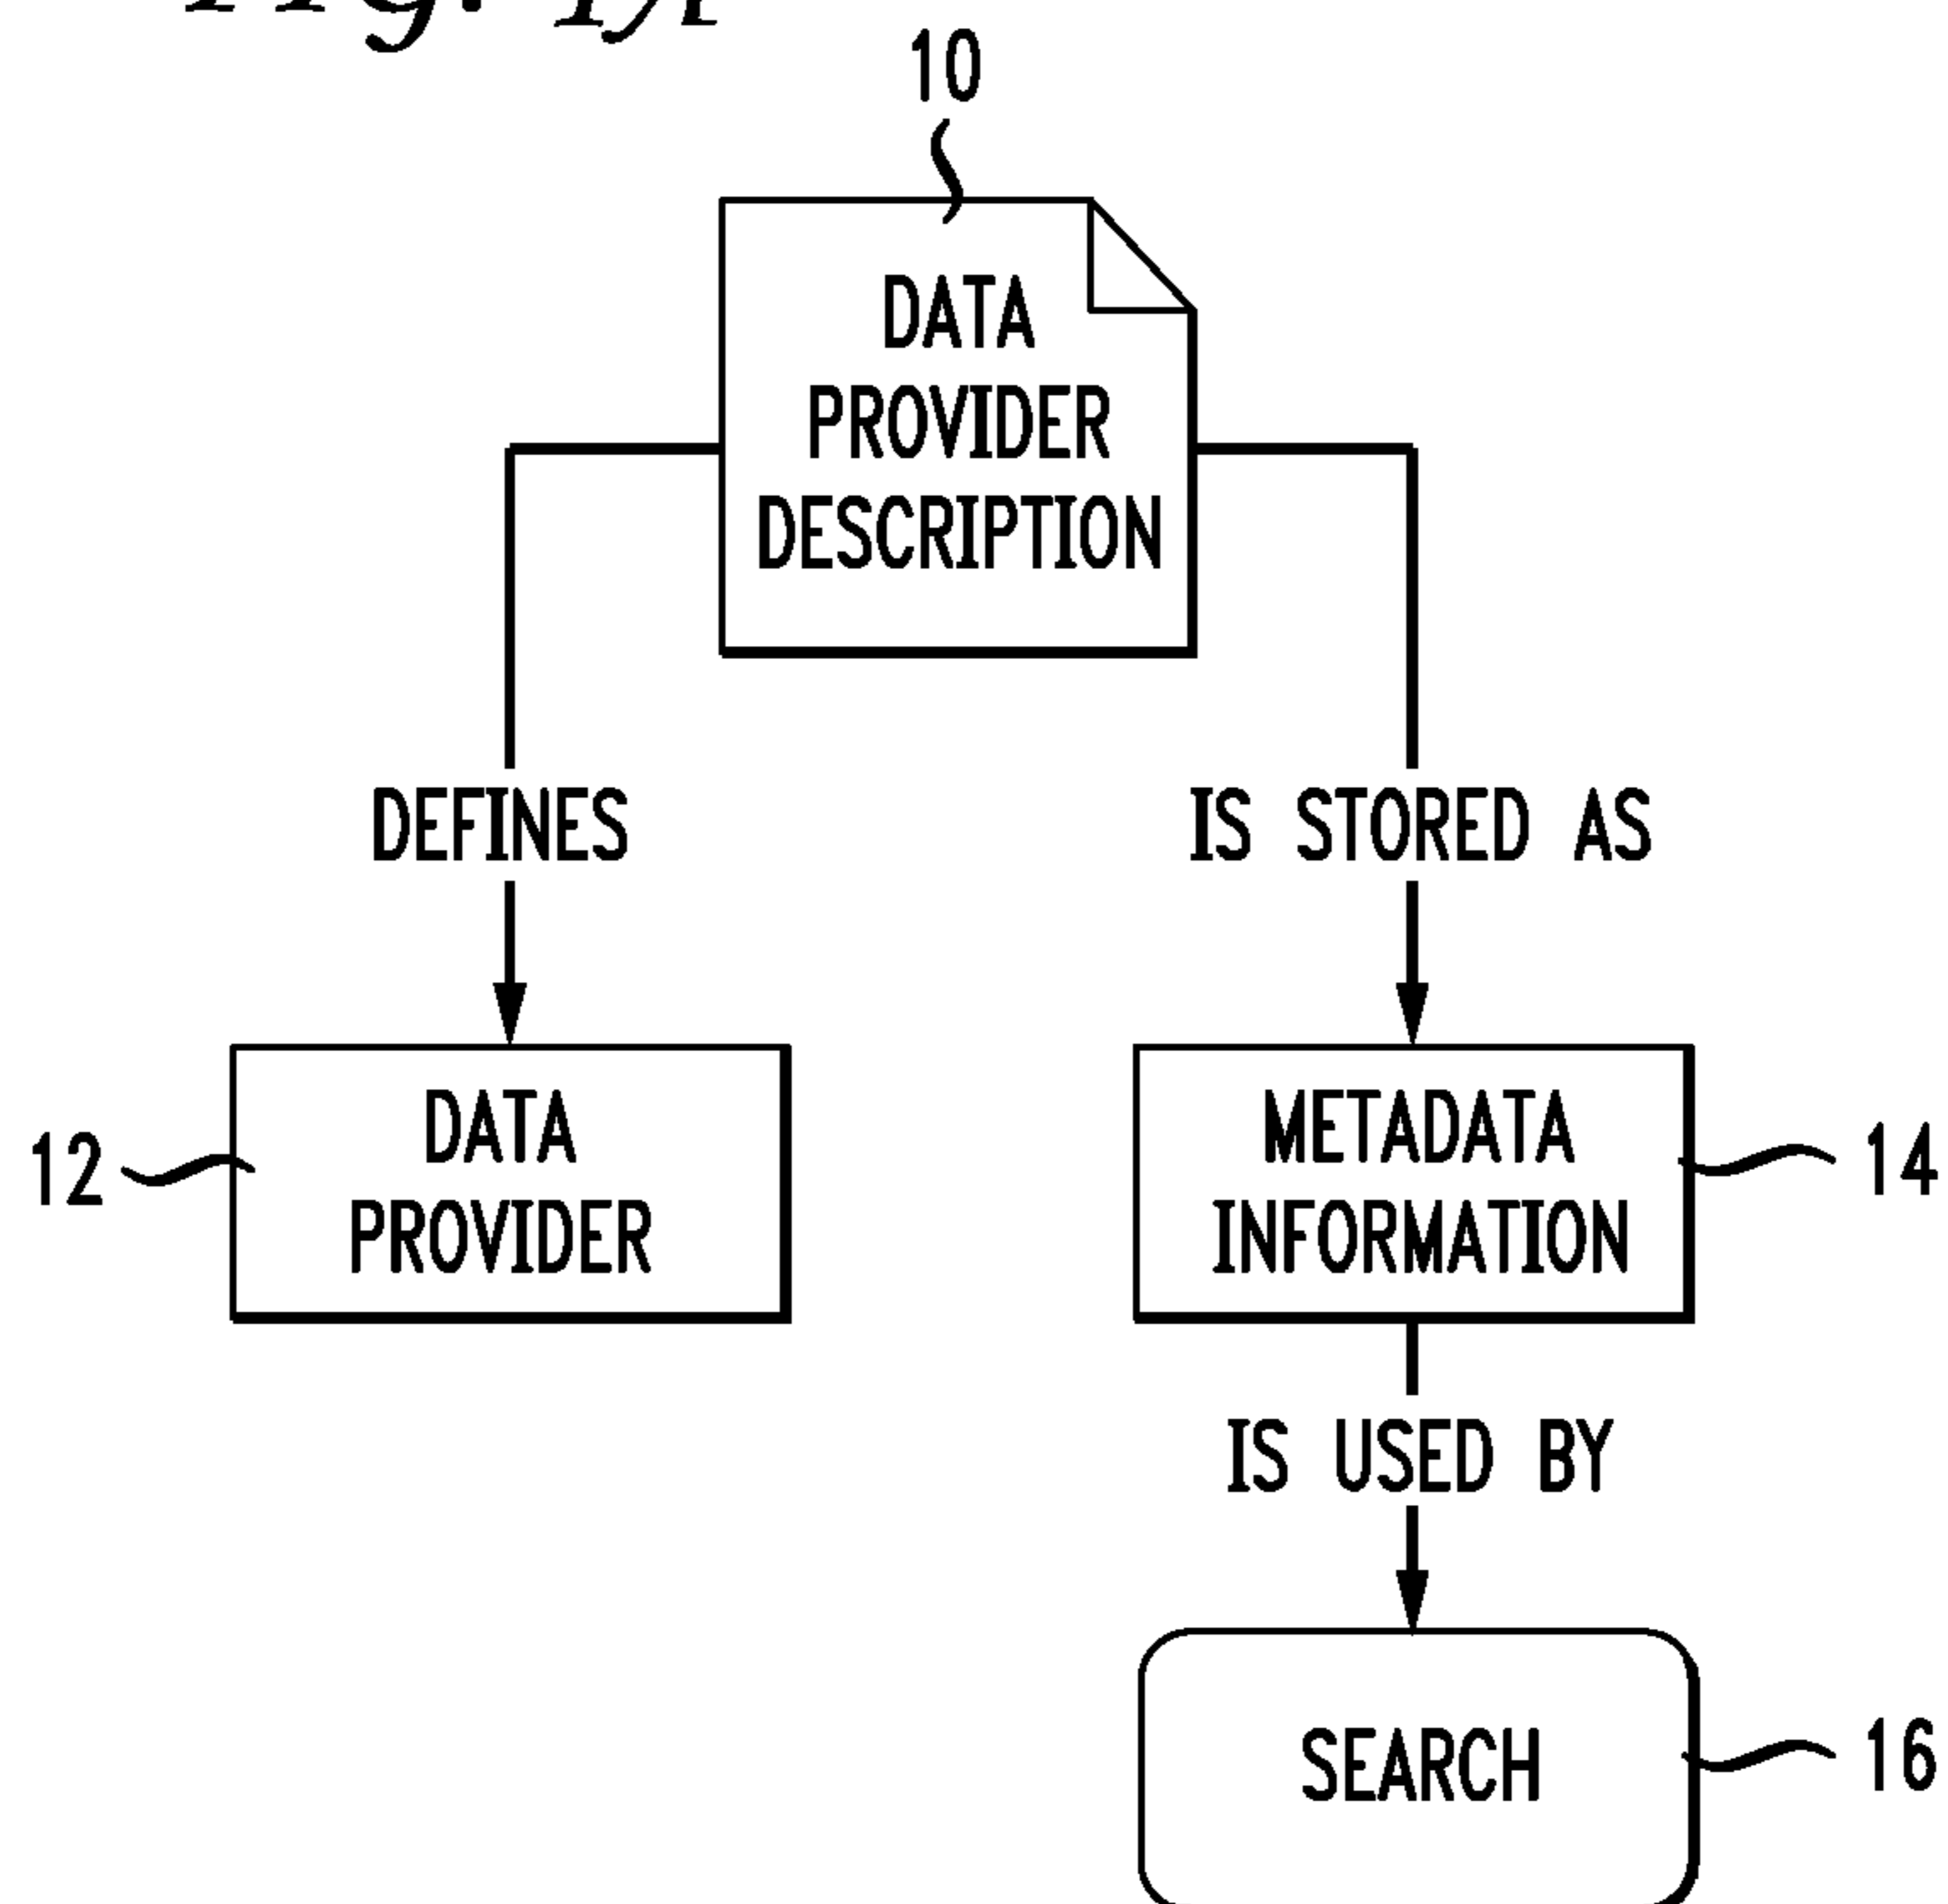 10
DATA
PROVIDER
DESCRIPTION
DEFINES
IS STORED AS
12
DATA
PROVIDER
METADATA
INFORMATION
14
IS USED BY
SEARCH
16